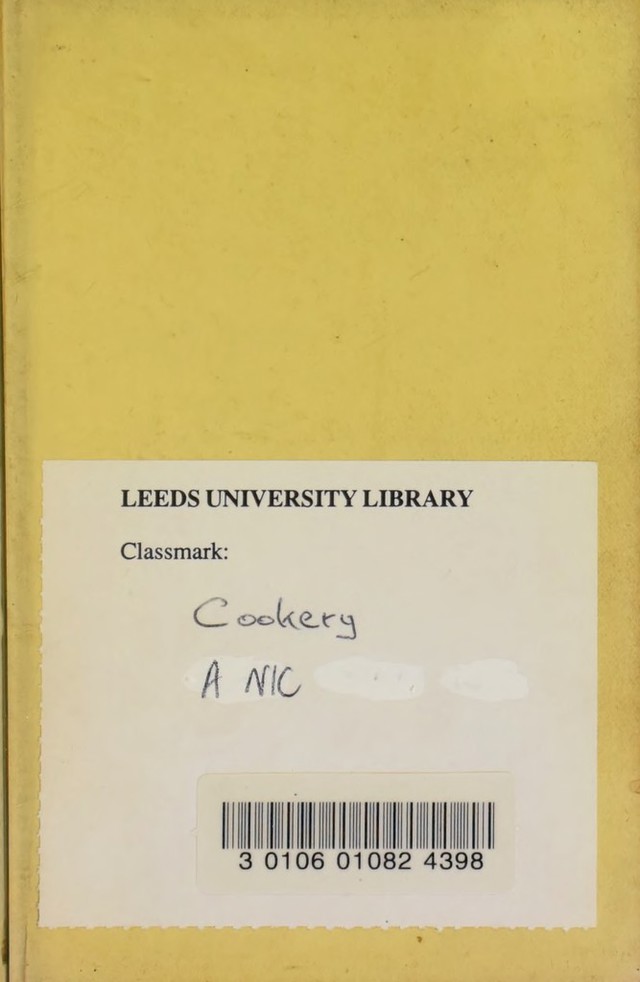 LEEDS UNIVERSITY LIBRARY
Classmark:
Cookery
A NIC
3 0106 01082 4398